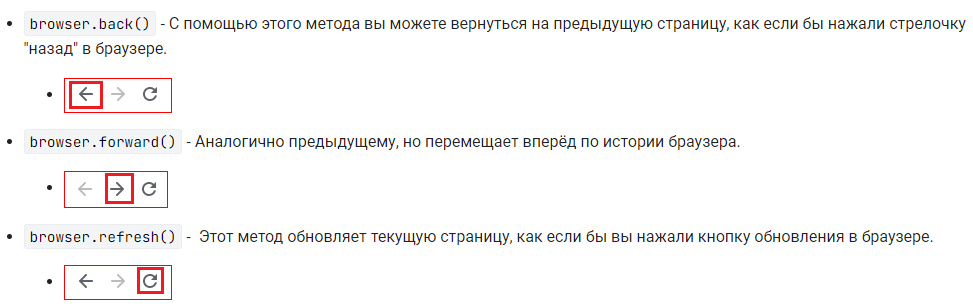 browser.back() - С помощью этого метода вы можете вернуться на предыдущую страницу, как если бы нажали стрелочку
"назад" в браузере.
browser.forward() - Аналогично предыдущему, но перемещает вперёд по истории браузера.
browser.refresh() - Этот метод обновляет текущую страницу, как если бы вы нажали кнопку обновления в браузере.